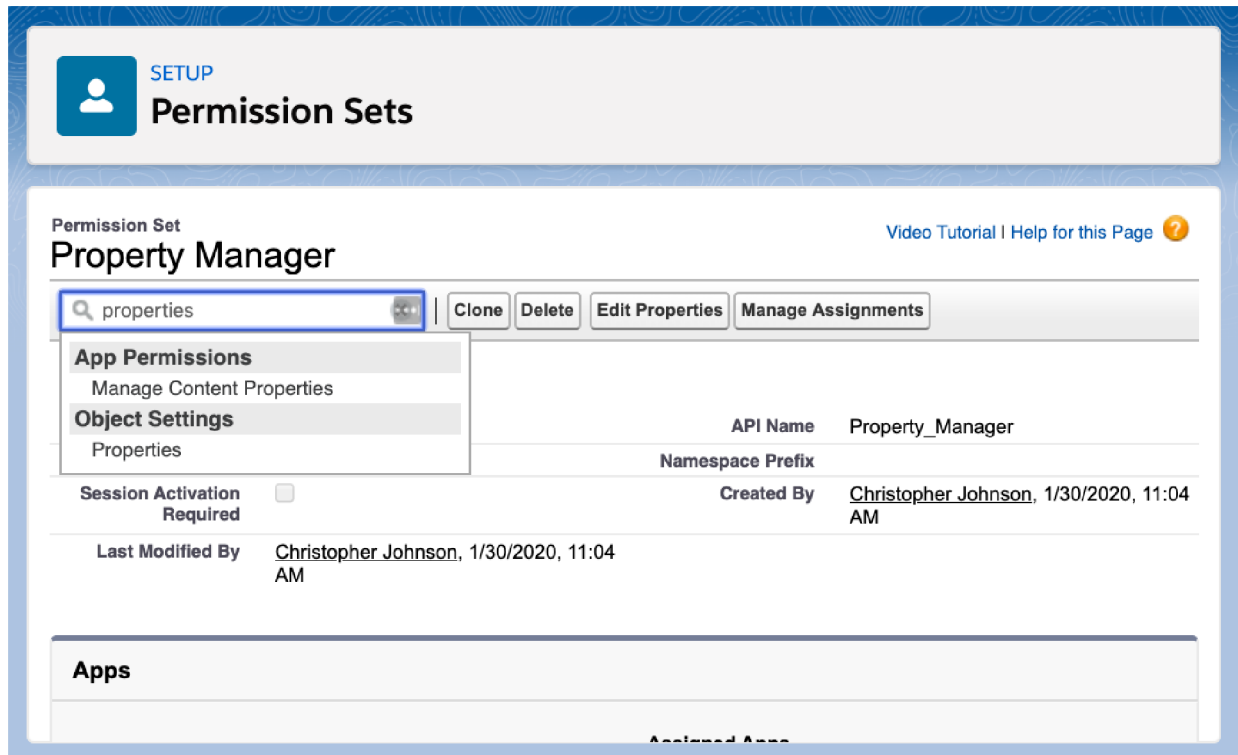 SETUP
Permission Sets
Permission Set
Property Manager
Video Tutorial | Help for this Page
properties
Clone
Delete
Edit Properties
Manage Assignments
App Permissions
Manage Content Properties
Object Settings
Properties
API Name Property_Manager
Namespace Prefix
Session Activation
Required
Created By Christopher Johnson, 1/30/2020, 11:04
AM
Last Modified By Christopher Johnson, 1/30/2020, 11:04
AM
Apps
Assigned Apps